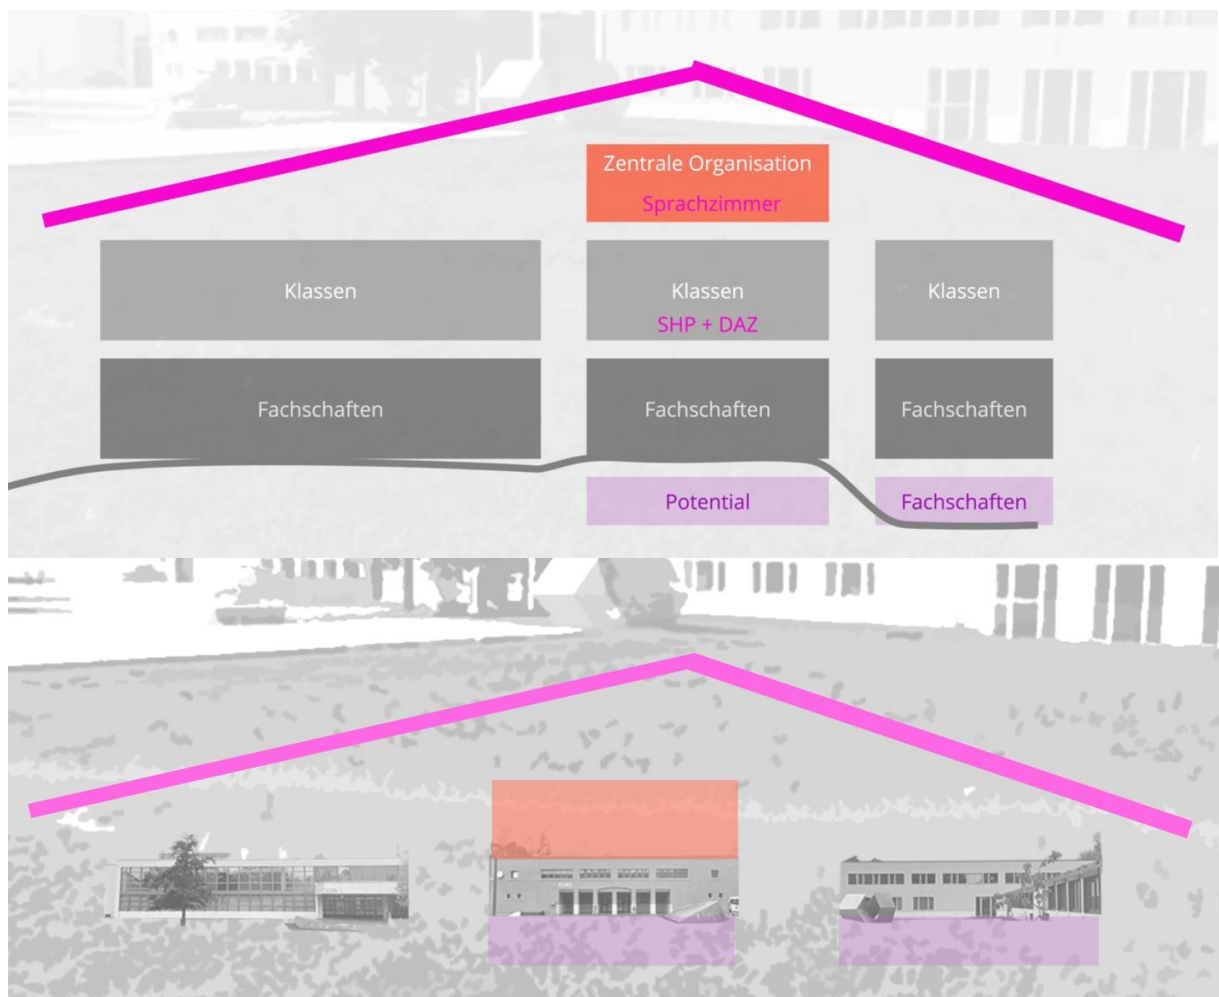 Zentrale Organisation
Sprachzimmer
Klassen
Klassen
SHP + DAZ
Klassen
Fachschaften
Fachschaften
Fachschaften
Potential
Fachschaften